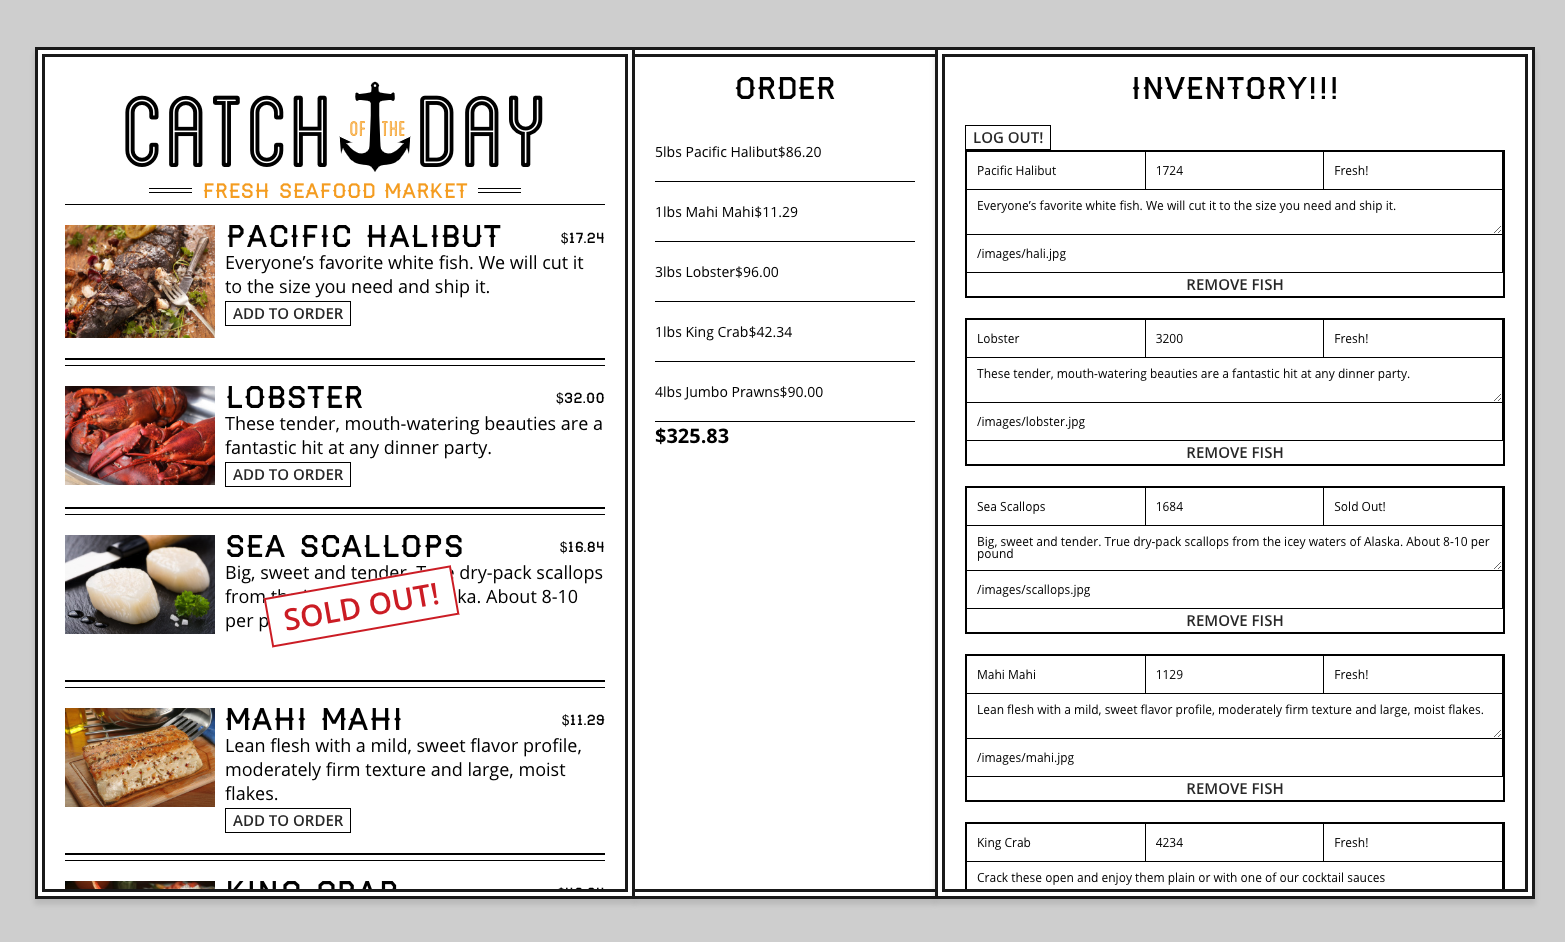 CATCH OF THE DAY
FRESH SEAFOOD MARKET
PACIFIC HALIBUT $17.24
Everyone’s favorite white fish. We will cut it
to the size you need and ship it.
ADD TO ORDER
LOBSTER $32.00
These tender, mouth-watering beauties are a
fantastic hit at any dinner party.
ADD TO ORDER
SEA SCALLOPS $16.84
Big, sweet and tender. dry-pack scallops
from About 8-10
per
SOLD OUT!
MAHI MAHI $11.29
Lean flesh with a mild, sweet flavor profile,
moderately firm texture and large, moist
flakes.
ADD TO ORDER
KING CRAB
ORDER
5lbs Pacific Halibut$86.20
1lbs Mahi Mahi$11.29
3lbs Lobster$96.00
1lbs King Crab$42.34
4lbs Jumbo Prawns$90.00
$325.83
INVENTORY!!!
LOG OUT!
Pacific Halibut 1724 Fresh!
Everyone’s favorite white fish. We will cut it to the size you need and ship it.
/images/hali.jpg
REMOVE FISH
Lobster 3200 Fresh!
These tender, mouth-watering beauties are a fantastic hit at any dinner party.
/images/lobster.jpg
REMOVE FISH
Sea Scallops 1684 Sold Out!
Big, sweet and tender. True dry-pack scallops from the icey waters of Alaska. About 8-10 per
pound
/images/scallops.jpg
REMOVE FISH
Mahi Mahi 1129 Fresh!
Lean flesh with a mild, sweet flavor profile, moderately firm texture and large, moist flakes.
/images/mahi.jpg
REMOVE FISH
King Crab 4234 Fresh!
Crack these open and enjoy them plain or with one of our cocktail sauces